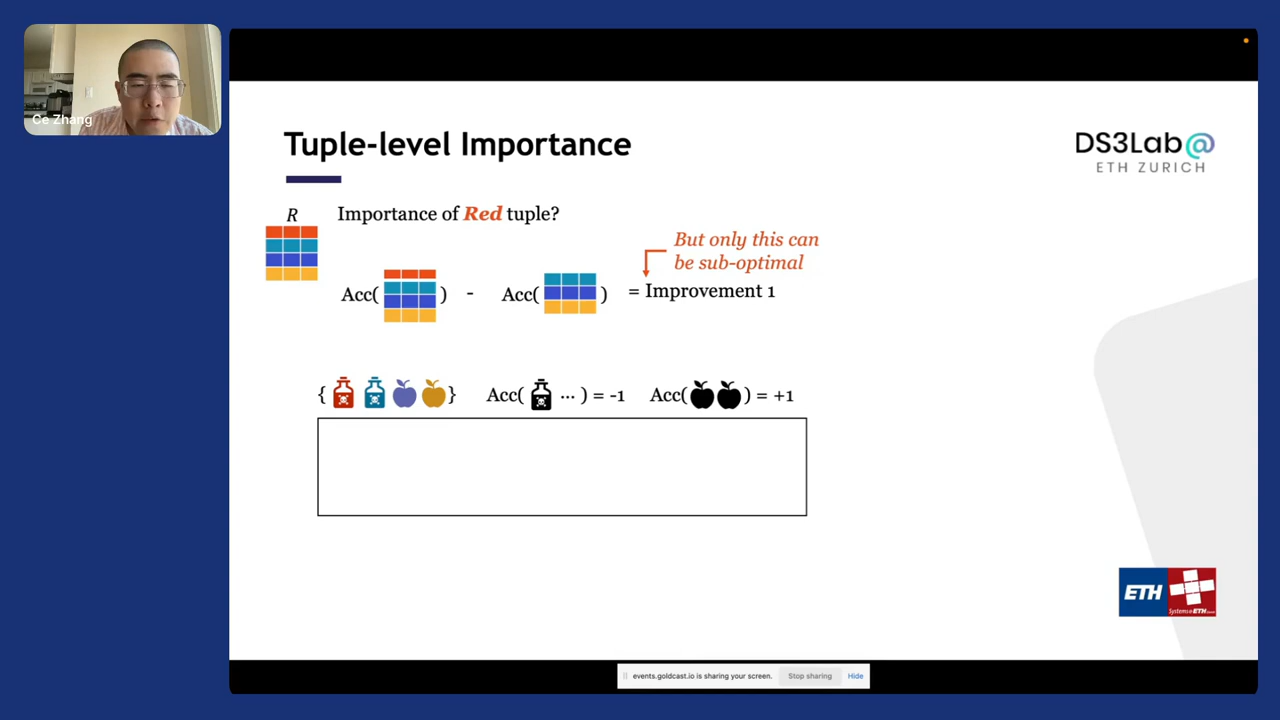 Ce Zhang
Tuple-level Importance
DS3Lab@
ETH ZURICH
R
Importance of Red tuple?
But only this can
be sub-optimal
Acc( ) - Acc( ) = Improvement 1
{ } Acc( ... ) = -1 Acc( ) = +1
ETH
Systems@ETH
events.goldcast.io is sharing your screen. Stop sharing Hide